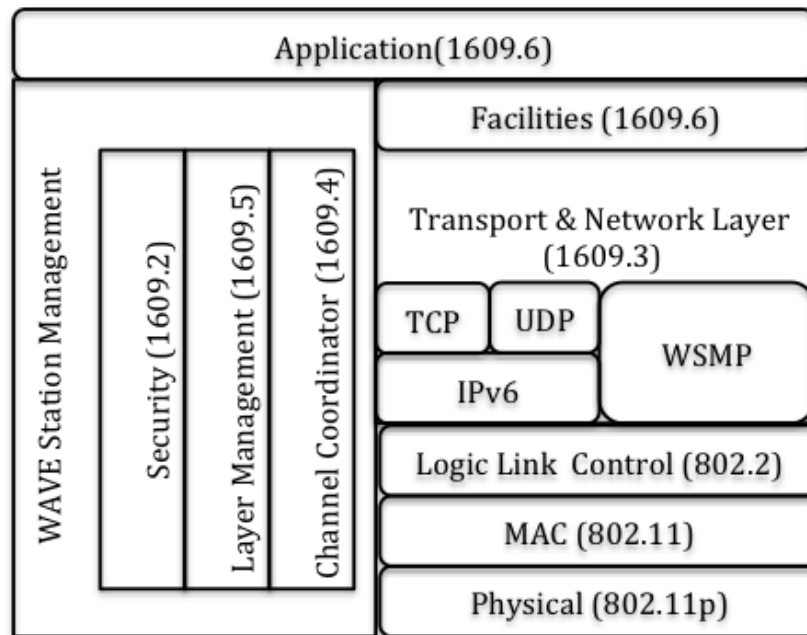 Application(1609.6)
WAVE Station Management
Security (1609.2)
Layer Management (1609.5)
Channel Coordinator (1609.4)
Facilities (1609.6)
Transport & Network Layer
(1609.3)
TCP
UDP
WSMP
IPv6
Logic Link Control (802.2)
MAC (802.11)
Physical (802.11p)